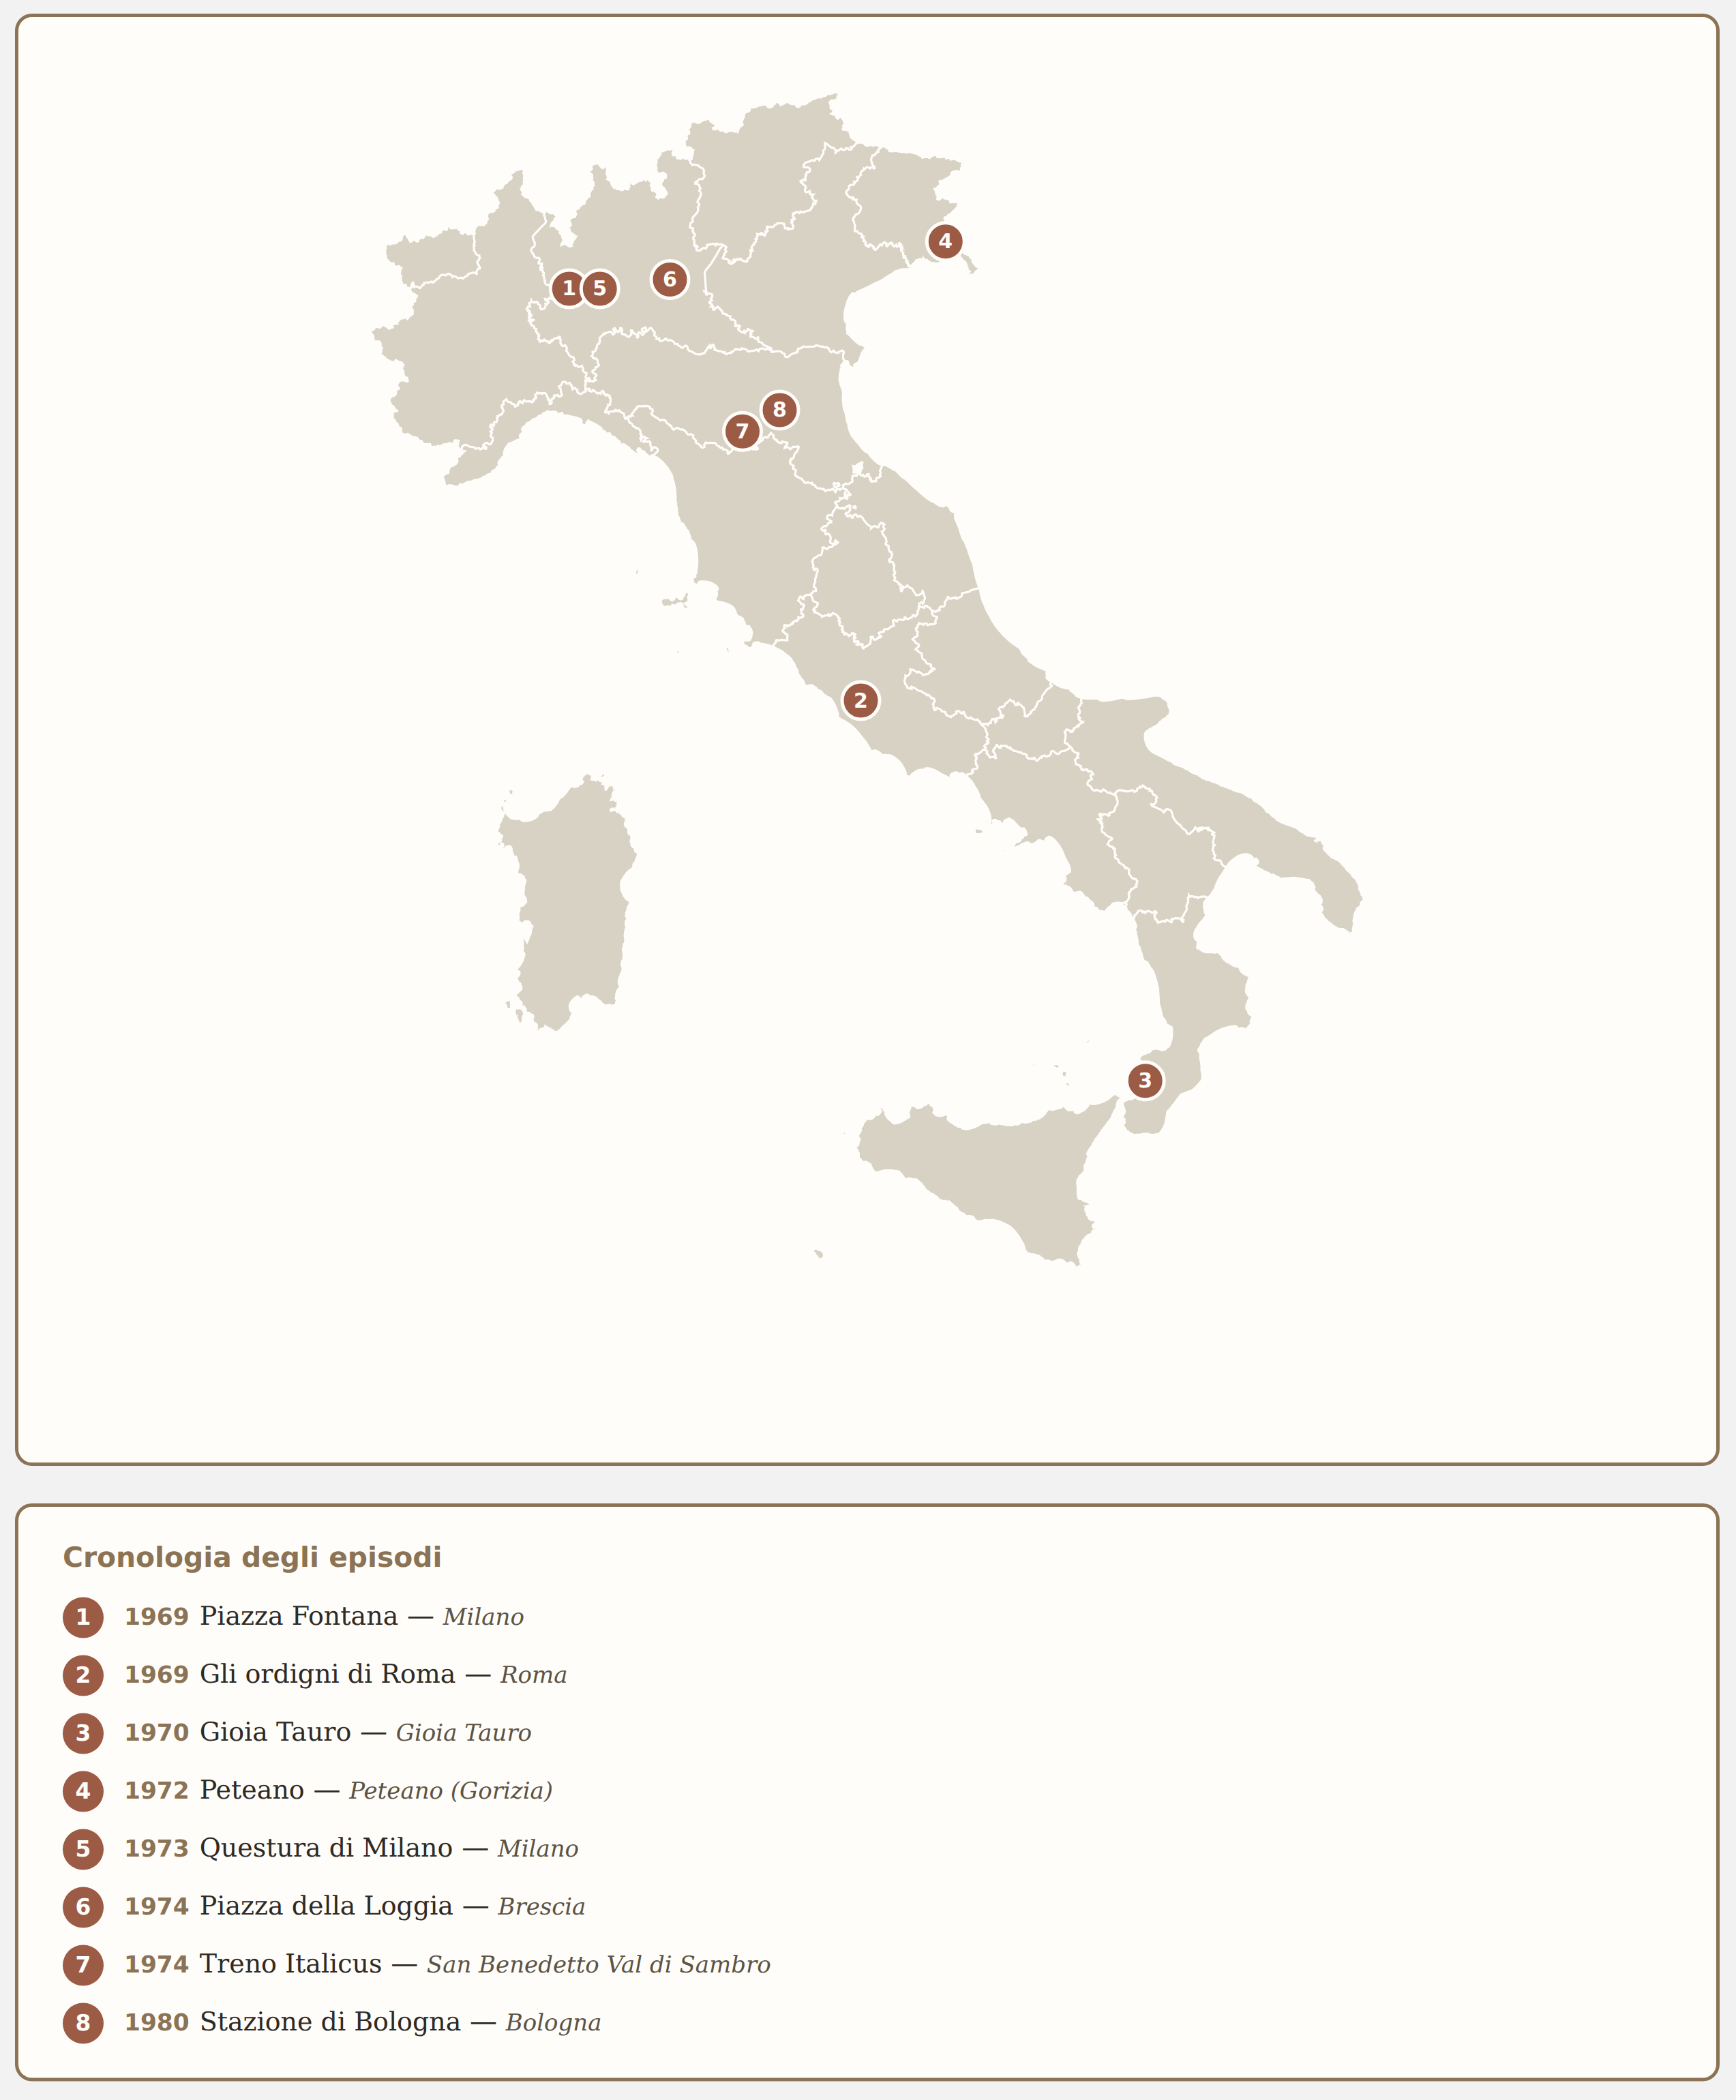 4
1 5 6
8
7
2
3
Cronologia degli episodi
1 1969 Piazza Fontana — Milano
2 1969 Gli ordigni di Roma — Roma
3 1970 Gioia Tauro — Gioia Tauro
4 1972 Peteano — Peteano (Gorizia)
5 1973 Questura di Milano — Milano
6 1974 Piazza della Loggia — Brescia
7 1974 Treno Italicus — San Benedetto Val di Sambro
8 1980 Stazione di Bologna — Bologna